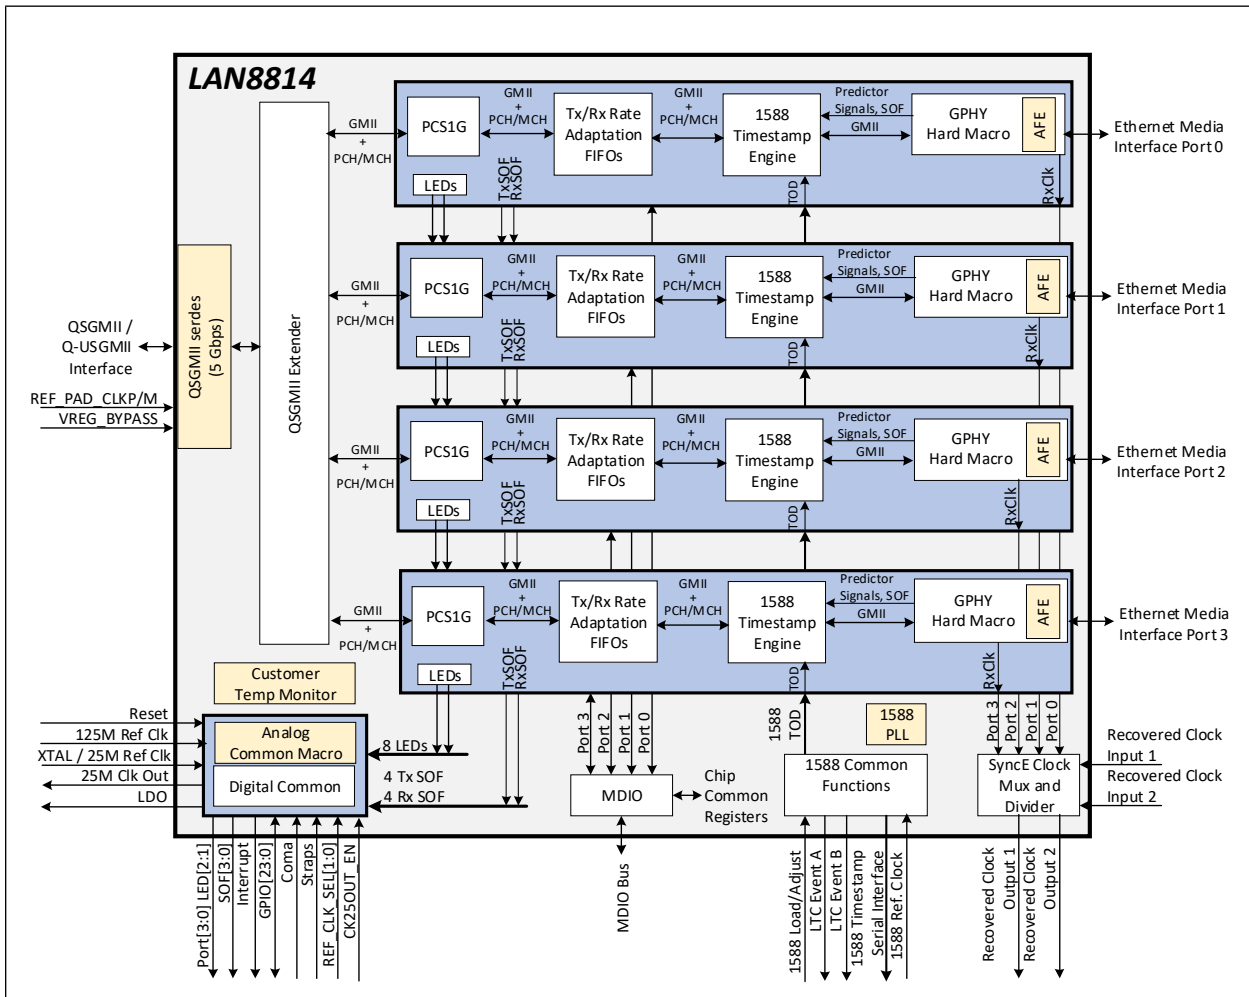 LAN8814
QSGMII /
Q-USGMII
Interface
REF_PAD_CLKP/M
VREG_BYPASS
QSGMII serdes
(5 Gbps)
QSGMII Extender
GMII
+
PCH/MCH
PCS1G
GMII
+
PCH/MCH
Tx/Rx Rate
Adaptation
FIFOs
GMII
+
PCH/MCH
1588
Timestamp
Engine
Predictor
Signals, SOF
GMII
GPHY
Hard Macro
AFE
LEDs
TxSOF
RxSOF
TOD
RxClk
Ethernet Media
Interface Port 0
GMII
+
PCH/MCH
PCS1G
GMII
+
PCH/MCH
Tx/Rx Rate
Adaptation
FIFOs
GMII
+
PCH/MCH
1588
Timestamp
Engine
Predictor
Signals, SOF
GMII
GPHY
Hard Macro
AFE
LEDs
TxSOF
RxSOF
TOD
RxClk
Ethernet Media
Interface Port 1
GMII
+
PCH/MCH
PCS1G
GMII
+
PCH/MCH
Tx/Rx Rate
Adaptation
FIFOs
GMII
+
PCH/MCH
1588
Timestamp
Engine
Predictor
Signals, SOF
GMII
GPHY
Hard Macro
AFE
LEDs
TxSOF
RxSOF
TOD
RxClk
Ethernet Media
Interface Port 2
GMII
+
PCH/MCH
PCS1G
GMII
+
PCH/MCH
Tx/Rx Rate
Adaptation
FIFOs
GMII
+
PCH/MCH
1588
Timestamp
Engine
Predictor
Signals, SOF
GMII
GPHY
Hard Macro
AFE
LEDs
TxSOF
RxSOF
TOD
RxClk
Ethernet Media
Interface Port 3
Customer
Temp Monitor
Reset
125M Ref Clk
XTAL / 25M Ref Clk
25M Clk Out
LDO
Analog
Common Macro
Digital Common
8 LEDs
4 Tx SOF
4 Rx SOF
Port 3
Port 2
Port 1
Port 0
MDIO
Chip
Common
Registers
1588
TOD
1588
PLL
1588 Common
Functions
Port 3
Port 2
Port 1
Port 0
SyncE Clock
Mux and
Divider
Recovered Clock
Input 1
Recovered Clock
Input 2
Port[3:0] LED[2:1]
SOF[3:0]
Interrupt
GPIO[23:0]
Coma
Straps
REF_CLK_SEL[1:0]
CK25OUT_EN
MDIO Bus
1588 Load/Adjust
LTC Event A
LTC Event B
1588 Timestamp
Serial Interface
1588 Ref. Clock
Recovered Clock
Output 1
Recovered Clock
Output 2